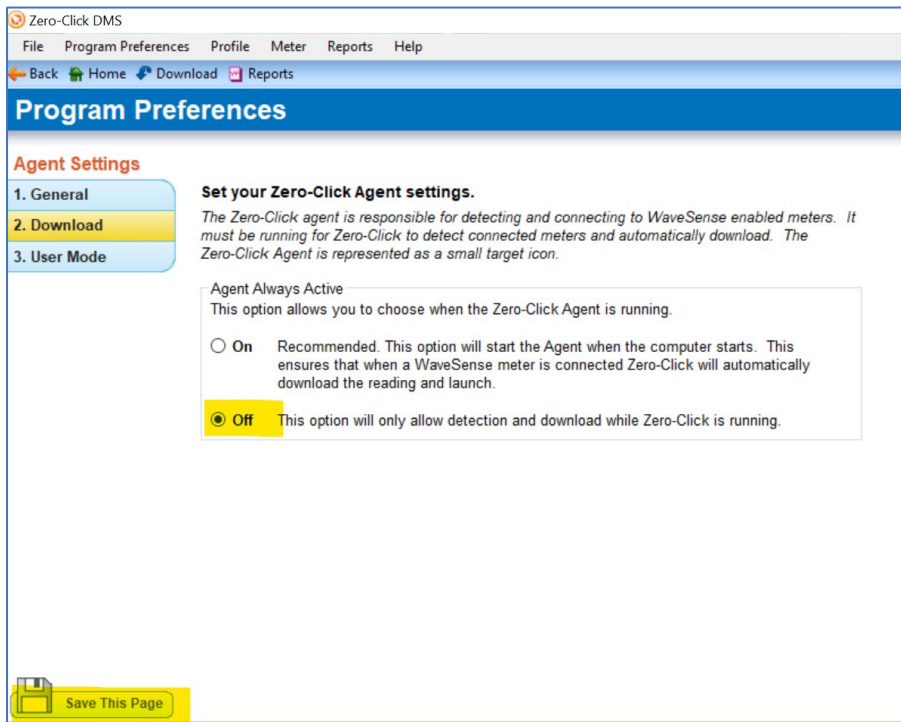 Zero-Click DMS
File Program Preferences Profile Meter Reports Help
Back Home Download Reports
Program Preferences
Agent Settings
1. General
2. Download
3. User Mode
Set your Zero-Click Agent settings.
The Zero-Click agent is responsible for detecting and connecting to WaveSense enabled meters. It
must be running for Zero-Click to detect connected meters and automatically download. The
Zero-Click Agent is represented as a small target icon.
Agent Always Active
This option allows you to choose when the Zero-Click Agent is running.
On Recommended. This option will start the Agent when the computer starts. This
ensures that when a WaveSense meter is connected Zero-Click will automatically
download the reading and launch.
Off This option will only allow detection and download while Zero-Click is running.
Save This Page